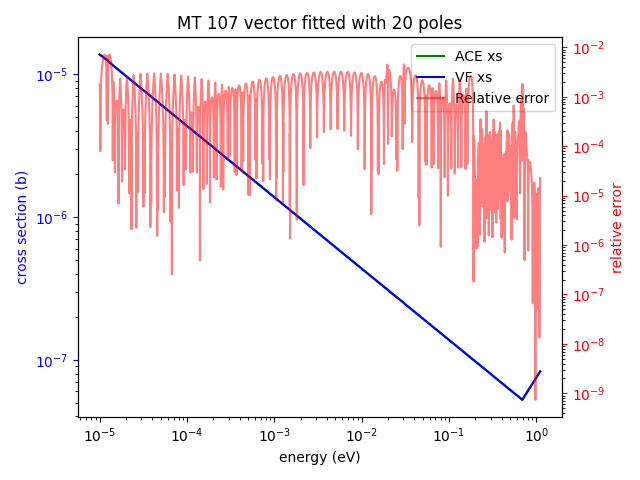 MT 107 vector fitted with 20 poles
ACE xs
VF xs
Relative error
cross section (b)
10⁻⁵
10⁻⁶
10⁻⁷
relative error
10⁻²
10⁻³
10⁻⁴
10⁻⁵
10⁻⁶
10⁻⁷
10⁻⁸
10⁻⁹
10⁻⁵ 10⁻⁴ 10⁻³ 10⁻² 10⁻¹ 10⁰
energy (eV)